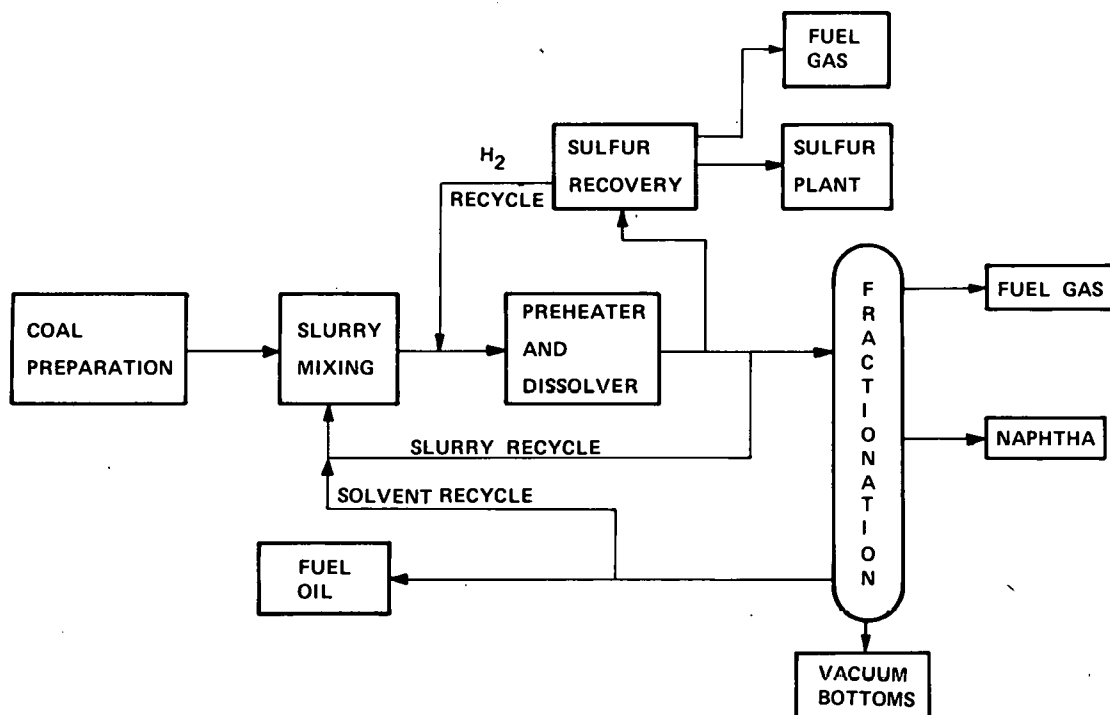 FUEL
GAS
H2
RECYCLE
SULFUR
RECOVERY
SULFUR
PLANT
COAL
PREPARATION
SLURRY
MIXING
PREHEATER
AND
DISSOLVER
FRACTIONATION
FUEL GAS
NAPHTHA
SLURRY RECYCLE
SOLVENT RECYCLE
FUEL
OIL
VACUUM
BOTTOMS